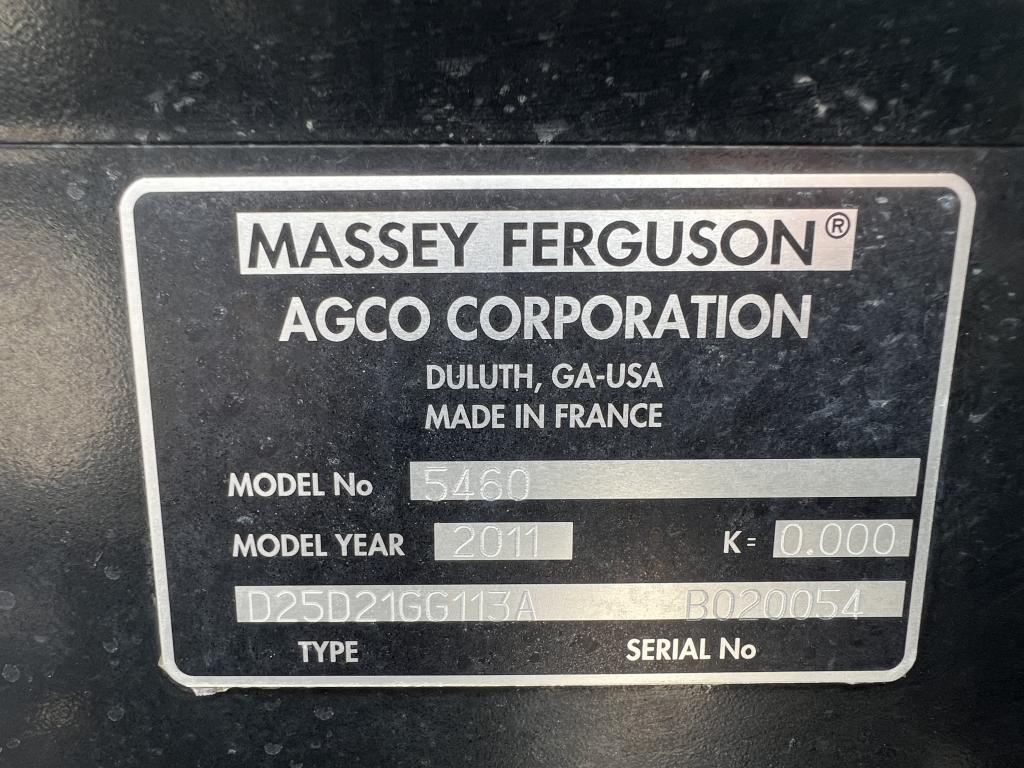 MASSEY FERGUSON®
AGCO CORPORATION
DULUTH, GA-USA
MADE IN FRANCE
MODEL No 5460
MODEL YEAR 2011 K= 0.000
D25D21GG113A B020054
TYPE SERIAL No